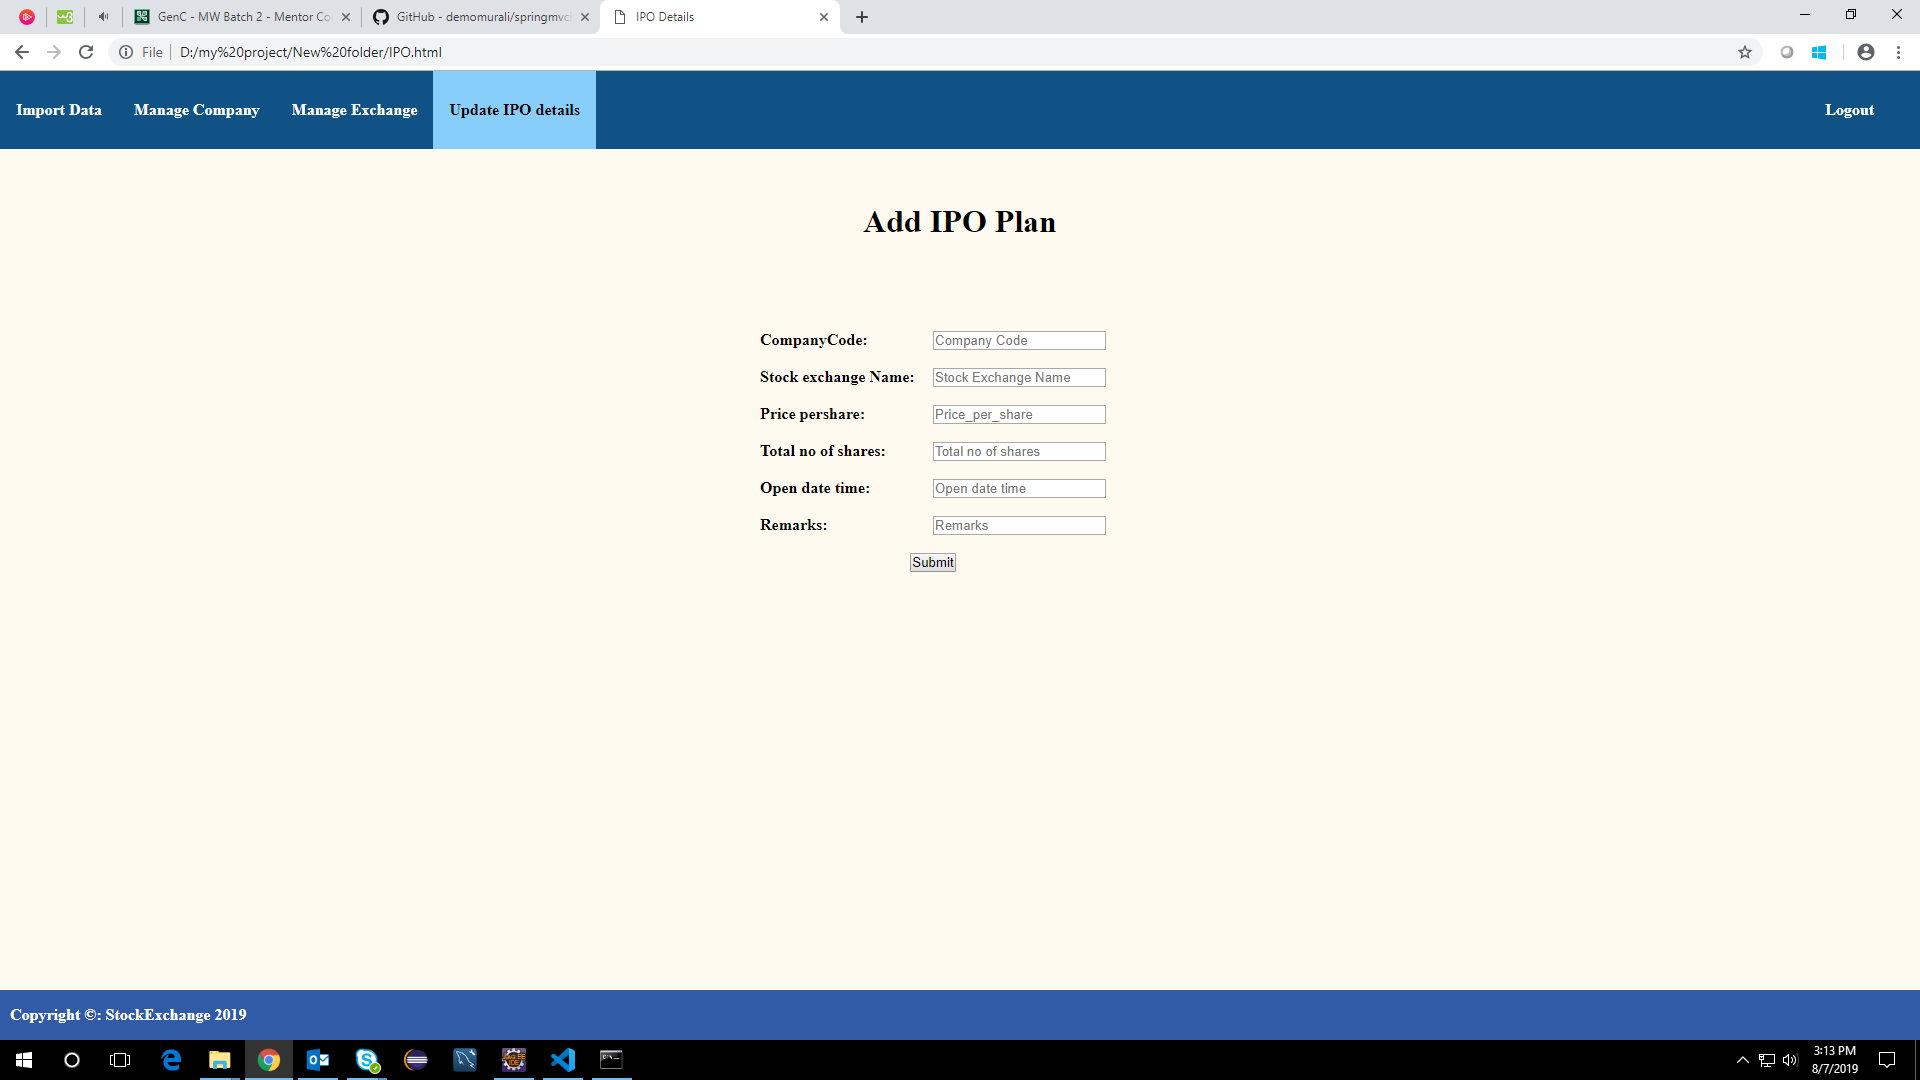 GenC - MW Batch 2 - Mentor Co
GitHub - demomurali/springmvc
IPO Details
File
D:/my%20project/New%20folder/IPO.html
Import Data
Manage Company
Manage Exchange
Update IPO details
Logout
Add IPO Plan
CompanyCode:
Company Code
Stock exchange Name:
Stock Exchange Name
Price pershare:
Price_per_share
Total no of shares:
Total no of shares
Open date time:
Open date time
Remarks:
Remarks
Submit
Copyright ©: StockExchange 2019
3:13 PM
8/7/2019